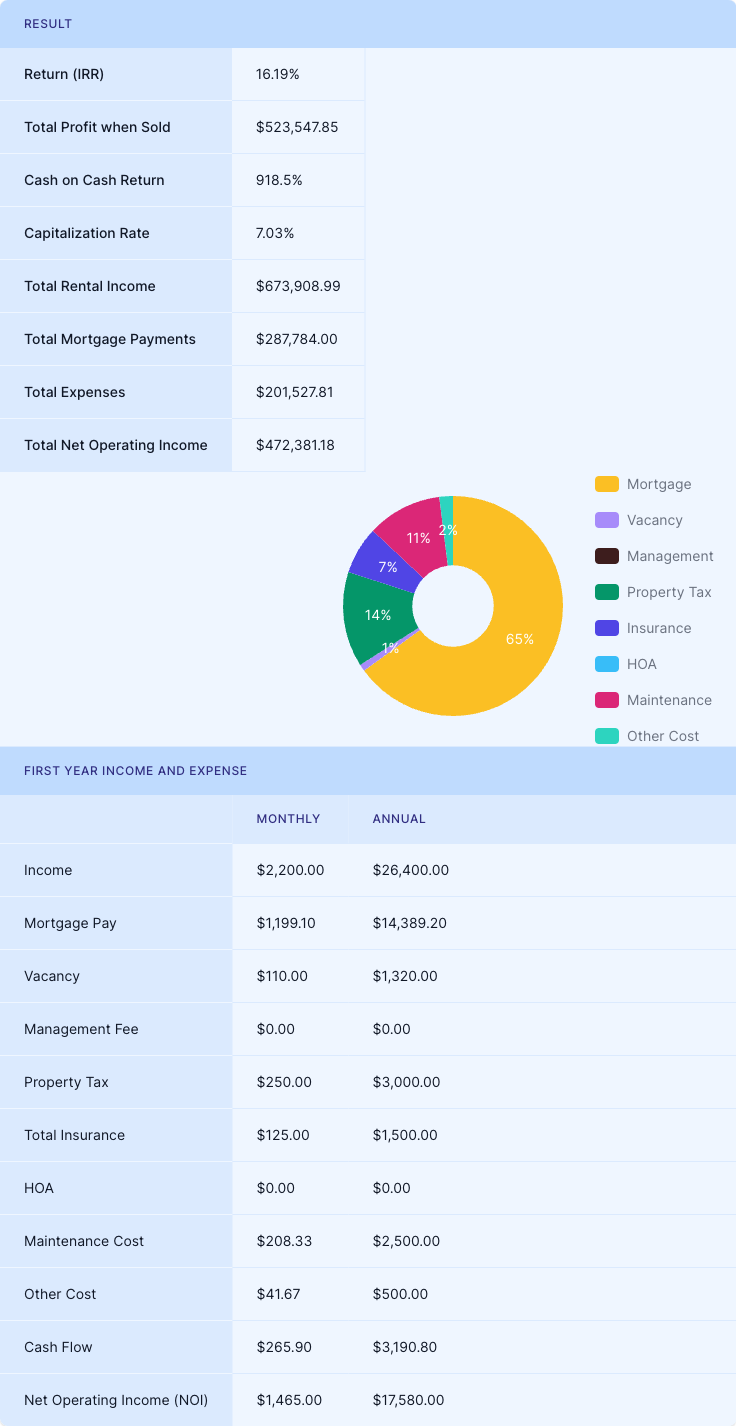 RESULT
Return (IRR) 16.19%
Total Profit when Sold $523,547.85
Cash on Cash Return 918.5%
Capitalization Rate 7.03%
Total Rental Income $673,908.99
Total Mortgage Payments $287,784.00
Total Expenses $201,527.81
Total Net Operating Income $472,381.18
Mortgage
Vacancy
Management
Property Tax
Insurance
HOA
Maintenance
Other Cost
2%
11%
7%
14%
1%
65%
FIRST YEAR INCOME AND EXPENSE
MONTHLY ANNUAL
Income $2,200.00 $26,400.00
Mortgage Pay $1,199.10 $14,389.20
Vacancy $110.00 $1,320.00
Management Fee $0.00 $0.00
Property Tax $250.00 $3,000.00
Total Insurance $125.00 $1,500.00
HOA $0.00 $0.00
Maintenance Cost $208.33 $2,500.00
Other Cost $41.67 $500.00
Cash Flow $265.90 $3,190.80
Net Operating Income (NOI) $1,465.00 $17,580.00